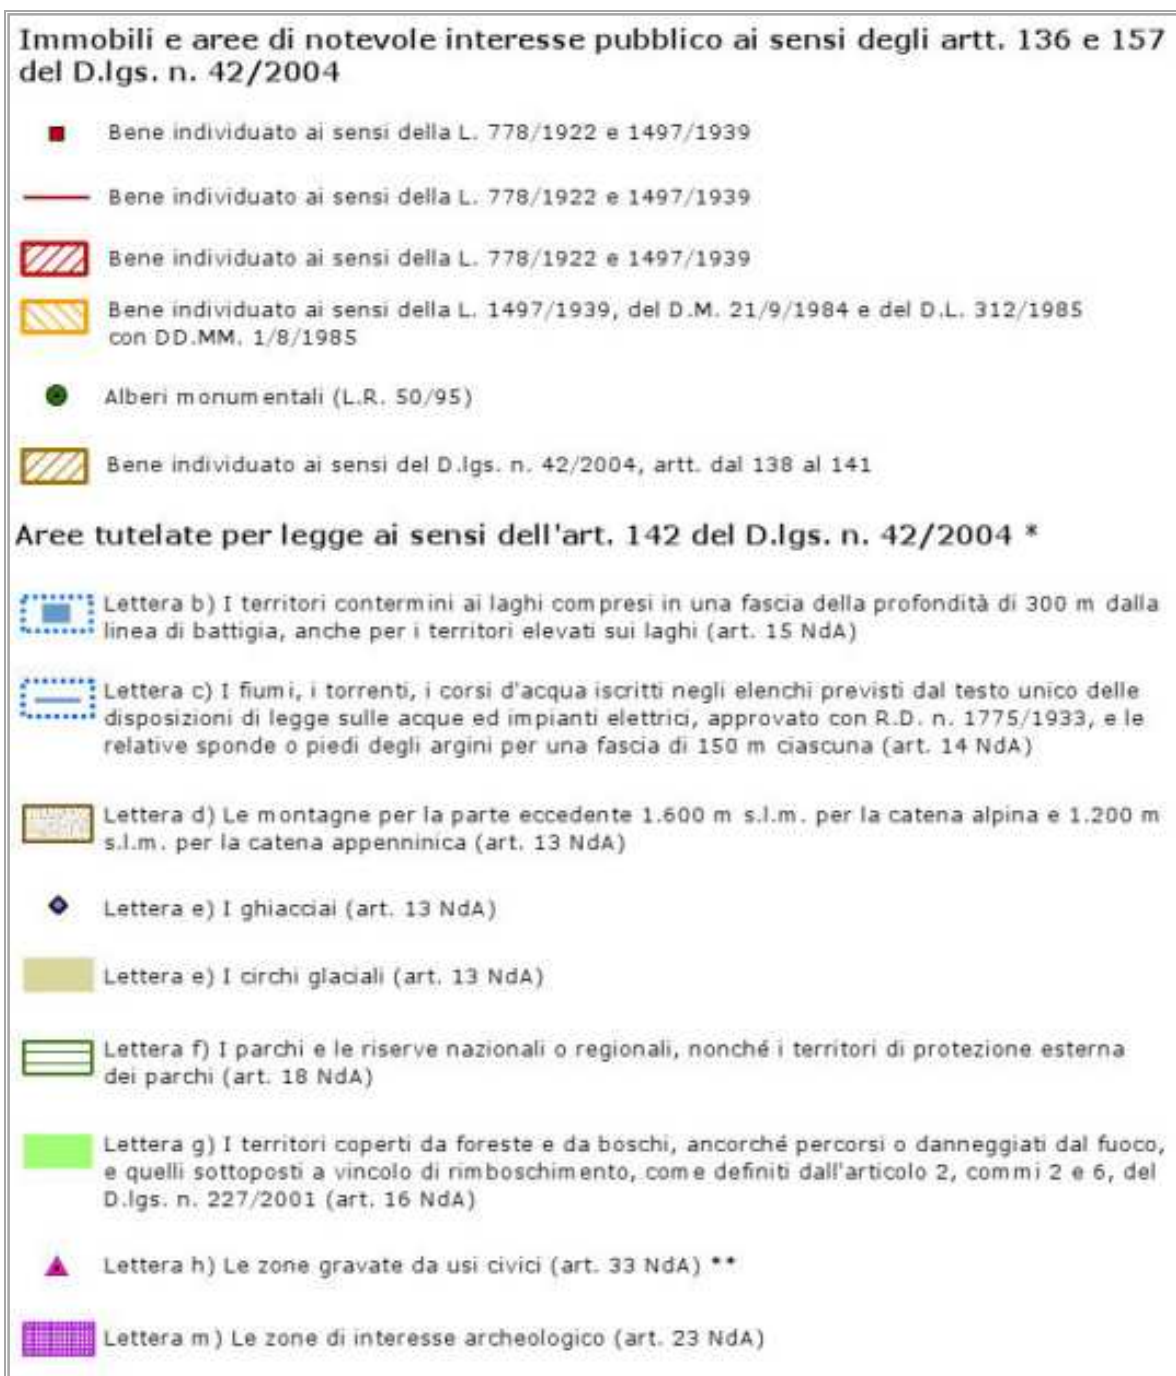 Immobili e aree di notevole interesse pubblico ai sensi degli artt. 136 e 157
del D.lgs. n. 42/2004
Bene individuato ai sensi della L. 778/1922 e 1497/1939
Bene individuato ai sensi della L. 778/1922 e 1497/1939
Bene individuato ai sensi della L. 778/1922 e 1497/1939
Bene individuato ai sensi della L. 1497/1939, del D.M. 21/9/1984 e del D.L. 312/1985
con DD.MM. 1/8/1985
Alberi monumentali (L.R. 50/95)
Bene individuato ai sensi del D.lgs. n. 42/2004, artt. dal 138 al 141
Aree tutelate per legge ai sensi dell'art. 142 del D.lgs. n. 42/2004 *
Lettera b) I territori contermini ai laghi compresi in una fascia della profondità di 300 m dalla
linea di battigia, anche per i territori elevati sui laghi (art. 15 NdA)
Lettera c) I fiumi, i torrenti, i corsi d'acqua iscritti negli elenchi previsti dal testo unico delle
disposizioni di legge sulle acque ed impianti elettrici, approvato con R.D. n. 1775/1933, e le
relative sponde o piedi degli argini per una fascia di 150 m ciascuna (art. 14 NdA)
Lettera d) Le montagne per la parte eccedente 1.600 m s.l.m. per la catena alpina e 1.200 m
s.l.m. per la catena appenninica (art. 13 NdA)
Lettera e) I ghiacciai (art. 13 NdA)
Lettera e) I circhi glaciali (art. 13 NdA)
Lettera f) I parchi e le riserve nazionali o regionali, nonché i territori di protezione esterna
dei parchi (art. 18 NdA)
Lettera g) I territori coperti da foreste e da boschi, ancorché percorsi o danneggiati dal fuoco,
e quelli sottoposti a vincolo di rimboschimento, come definiti dall'articolo 2, commi 2 e 6, del
D.lgs. n. 227/2001 (art. 16 NdA)
Lettera h) Le zone gravate da usi civici (art. 33 NdA) **
Lettera m) Le zone di interesse archeologico (art. 23 NdA)